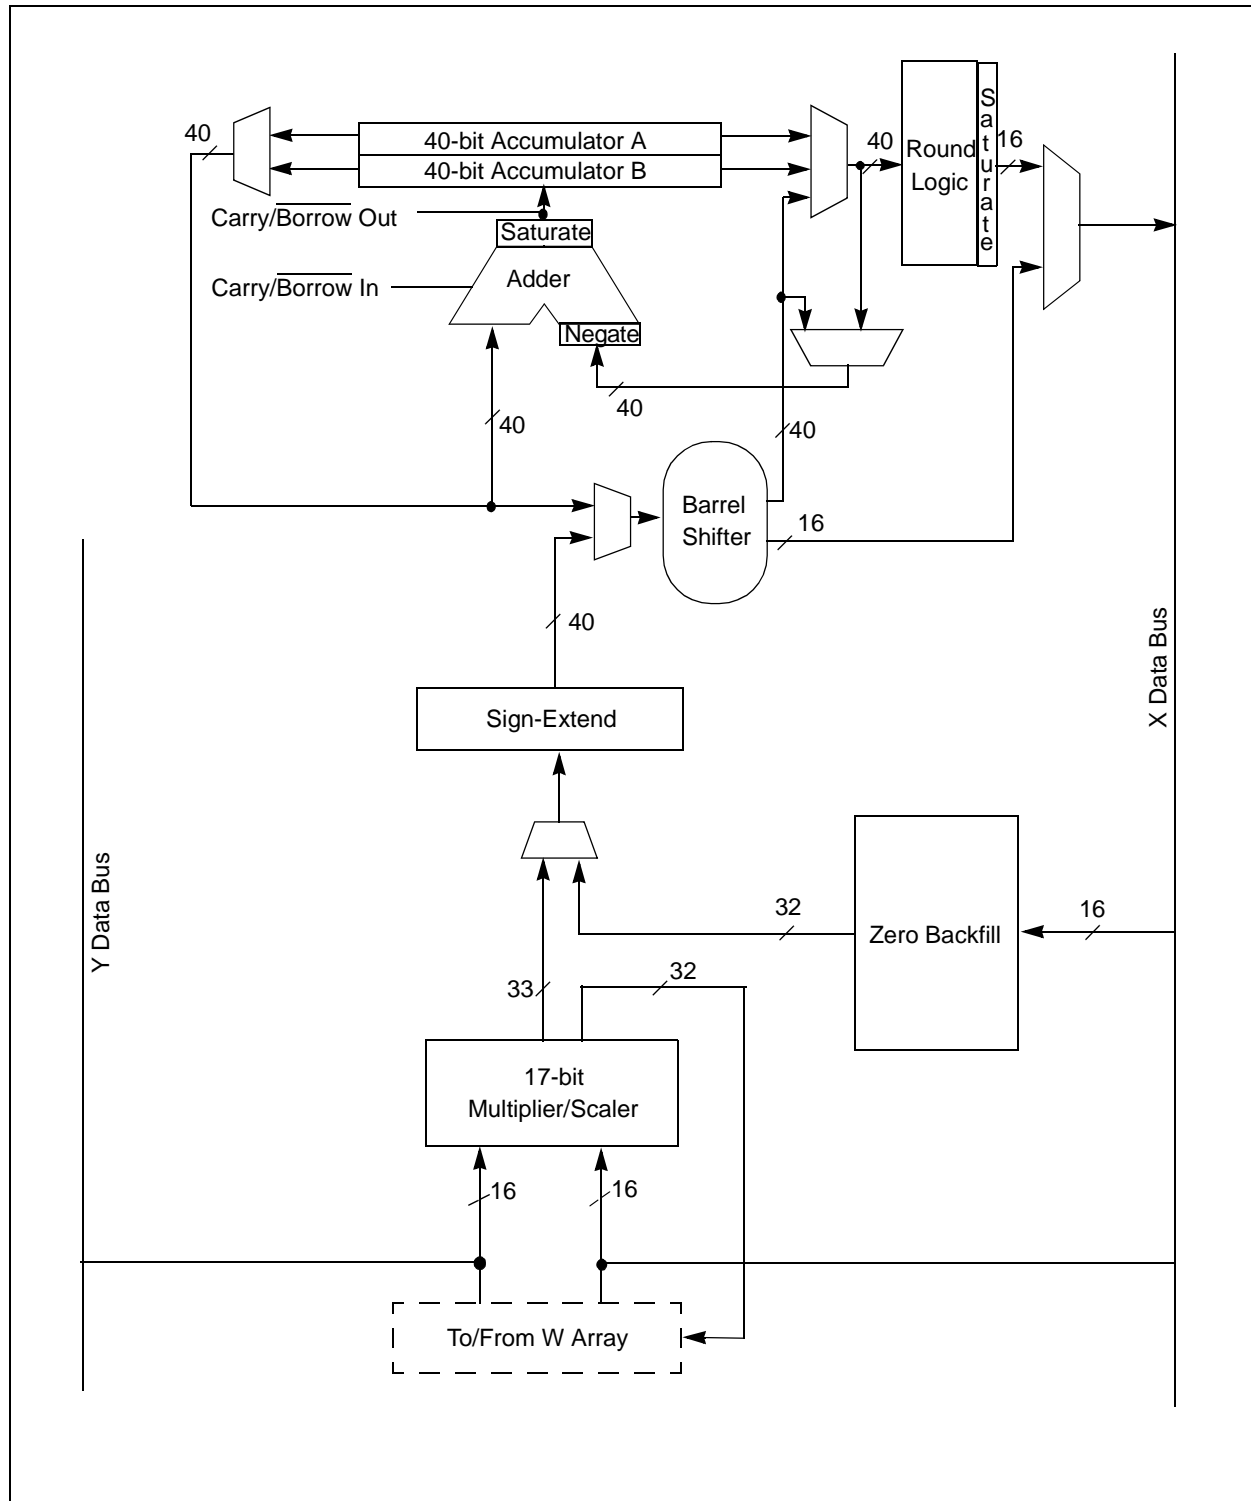 40
40-bit Accumulator A
40-bit Accumulator B
40
Round
Logic
Saturate
16
Carry/Borrow Out
Saturate
Carry/Borrow In
Adder
Negate
40
40
40
Barrel
Shifter
16
40
Sign-Extend
X Data Bus
Y Data Bus
32
Zero Backfill
16
33
32
17-bit
Multiplier/Scaler
16
16
To/From W Array